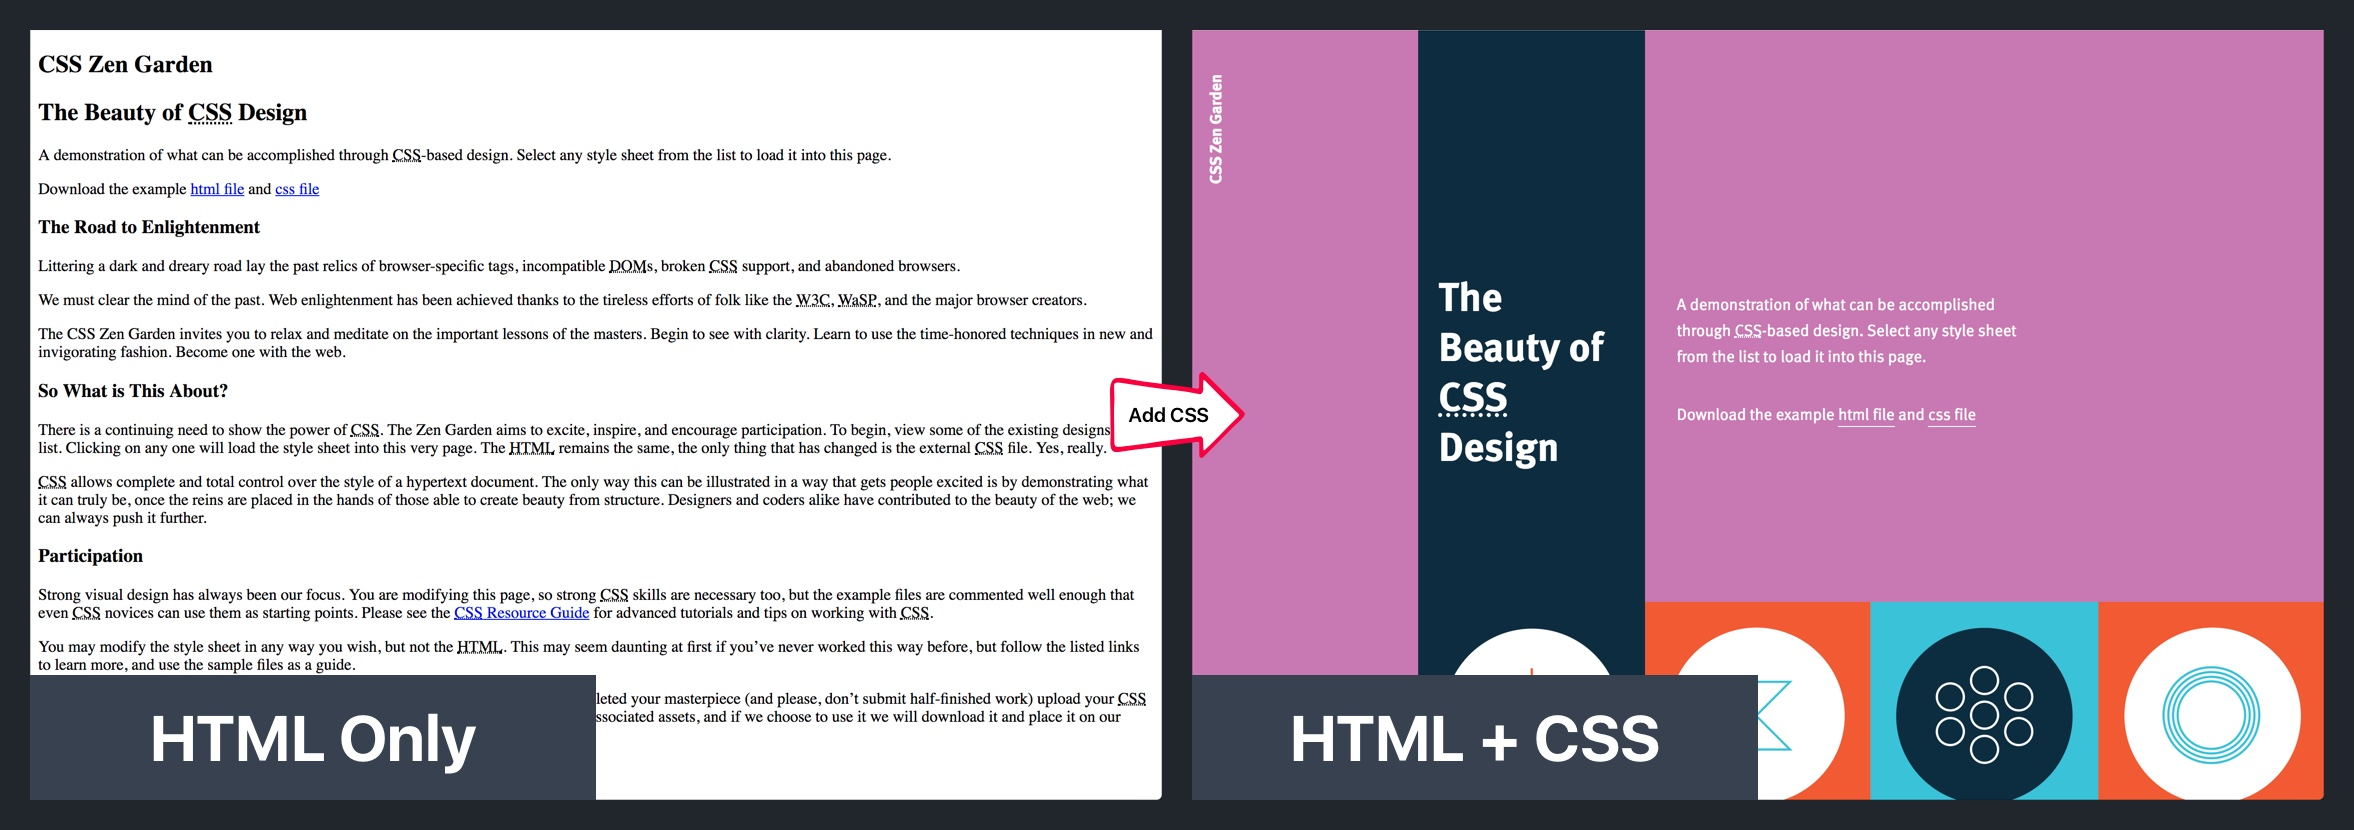 CSS Zen Garden
The Beauty of CSS Design
A demonstration of what can be accomplished through CSS-based design. Select any style sheet from the list to load it into this page.
Download the example html file and css file
The Road to Enlightenment
Littering a dark and dreary road lay the past relics of browser-specific tags, incompatible DOMs, broken CSS support, and abandoned browsers.
We must clear the mind of the past. Web enlightenment has been achieved thanks to the tireless efforts of folk like the W3C, WaSP, and the major browser creators.
The CSS Zen Garden invites you to relax and meditate on the important lessons of the masters. Begin to see with clarity. Learn to use the time-honored techniques in new and
invigorating fashion. Become one with the web.
So What is This About?
There is a continuing need to show the power of CSS. The Zen Garden aims to excite, inspire, and encourage participation. To begin, view some of the existing designs
list. Clicking on any one will load the style sheet into this very page. The HTML remains the same, the only thing that has changed is the external CSS file. Yes, really.
CSS allows complete and total control over the style of a hypertext document. The only way this can be illustrated in a way that gets people excited is by demonstrating what
it can truly be, once the reins are placed in the hands of those able to create beauty from structure. Designers and coders alike have contributed to the beauty of the web; we
can always push it further.
Participation
Strong visual design has always been our focus. You are modifying this page, so strong CSS skills are necessary too, but the example files are commented well enough that
even CSS novices can use them as starting points. Please see the CSS Resource Guide for advanced tutorials and tips on working with CSS.
You may modify the style sheet in any way you wish, but not the HTML. This may seem daunting at first if you've never worked this way before, but follow the listed links
to learn more, and use the sample files as a guide.
leted your masterpiece (and please, don't submit half-finished work) upload your CSS
ssociated assets, and if we choose to use it we will download it and place it on our
HTML Only
Add CSS
CSS Zen Garden
The
Beauty of
CSS
Design
A demonstration of what can be accomplished
through CSS-based design. Select any style sheet
from the list to load it into this page.
Download the example html file and css file
HTML + CSS